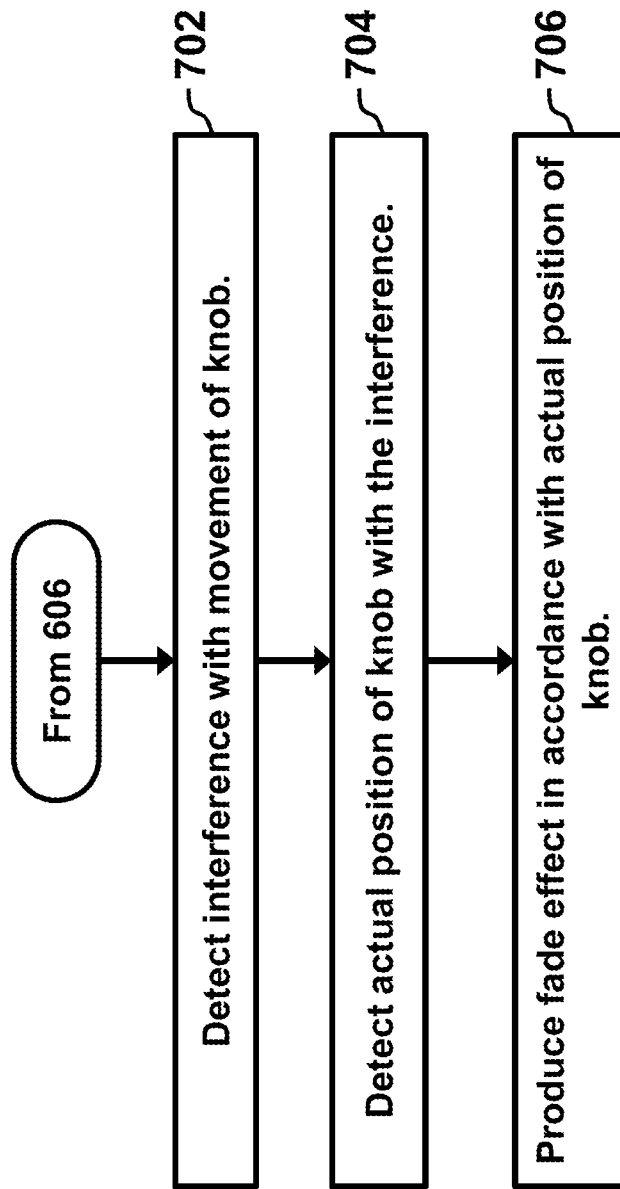 From 606
702
Detect interference with movement of knob.
704
Detect actual position of knob with the interference.
706
Produce fade effect in accordance with actual position of
knob.